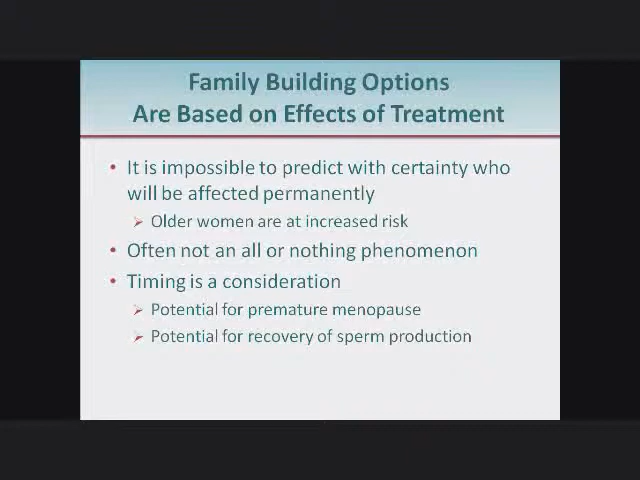 Family Building Options
Are Based on Effects of Treatment
• It is impossible to predict with certainty who
will be affected permanently
➢ Older women are at increased risk
• Often not an all or nothing phenomenon
• Timing is a consideration
➢ Potential for premature menopause
➢ Potential for recovery of sperm production